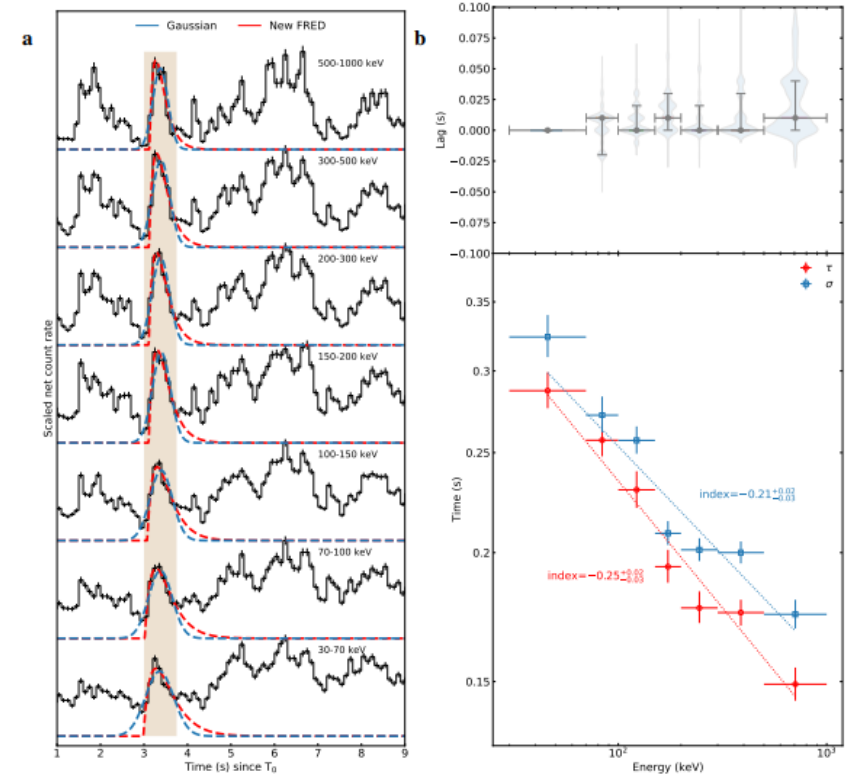 a
Gaussian
New FRED
500-1000 keV
300-500 keV
200-300 keV
150-200 keV
100-150 keV
70-100 keV
30-70 keV
Scaled net count rate
1 2 3 4 5 6 7 8 9
Time (s) since T₀
b
0.100
0.075
0.050
0.025
0.000
−0.025
−0.050
−0.075
−0.100
Lag (s)
τ
σ
0.35
0.3
0.25
0.2
0.15
Time (s)
index=−0.21+0.02−0.03
index=−0.25+0.02−0.03
10² 10³
Energy (keV)